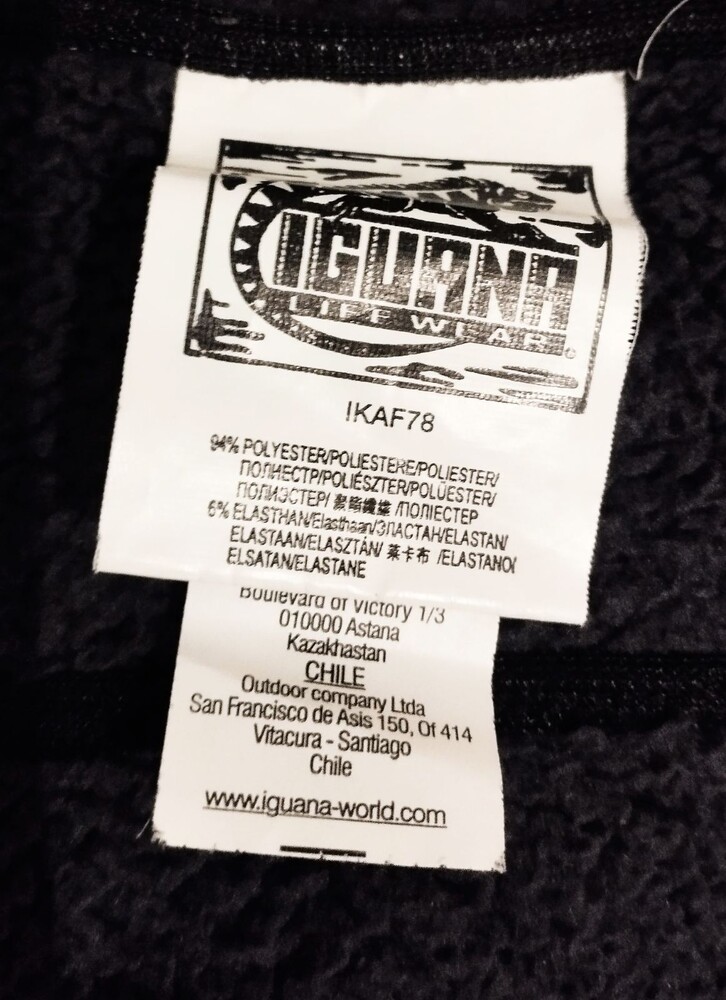 IGUANA
LIFE WEAR
IKAF78
94% POLYESTER/POLIESTERE/POLIESTER/
ПОЛИЕСТР/POLIÉSZTER/POLÜESTER/
ПОЛИЭСТЕР/ 聚酯纖維 /ПОЛІЕСТЕР
6% ELASTHAN/Elasthaan/ЭЛАСТАН/ELASTAN/
ELASTAAN/ELASZTÁN/ 莱卡布 /ELASTANO/
ELSATAN/ELASTANE
Boulevard of Victory 1/3
010000 Astana
Kazakhastan
CHILE
Outdoor company Ltda
San Francisco de Asis 150, Of 414
Vitacura - Santiago
Chile
www.iguana-world.com